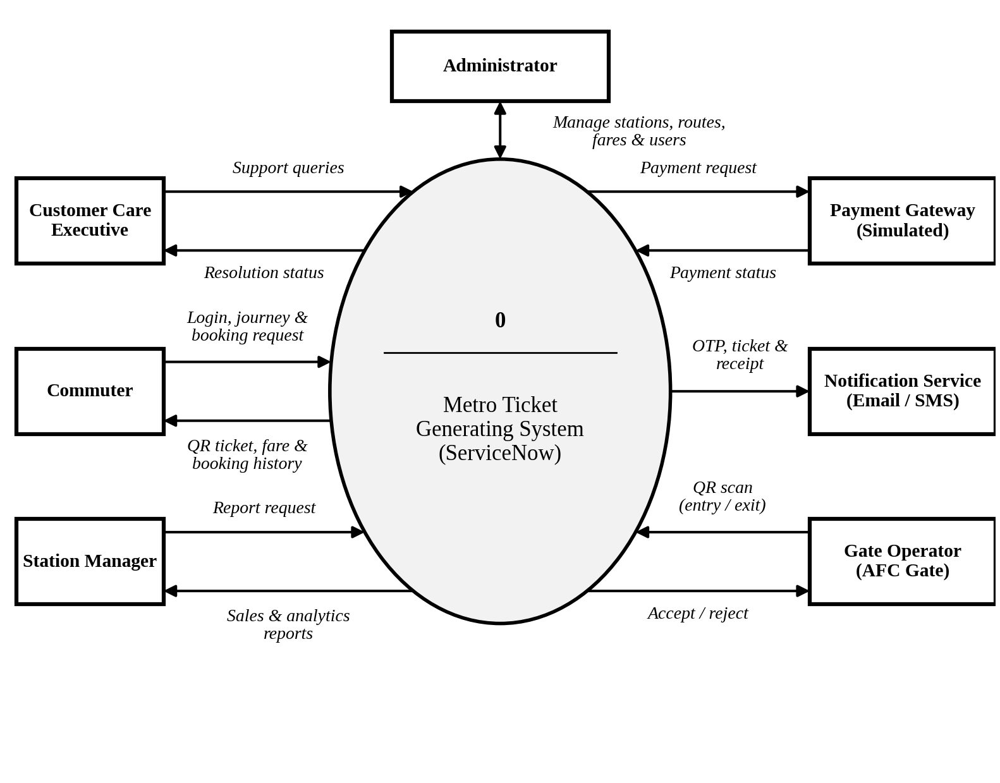 Administrator
Manage stations, routes,
fares & users
Support queries
Payment request
Customer Care
Executive
Payment Gateway
(Simulated)
Resolution status
Payment status
0
Login, journey &
booking request
OTP, ticket &
receipt
Commuter
Notification Service
(Email / SMS)
Metro Ticket
Generating System
(ServiceNow)
QR ticket, fare &
booking history
QR scan
(entry / exit)
Report request
Station Manager
Gate Operator
(AFC Gate)
Sales & analytics
reports
Accept / reject